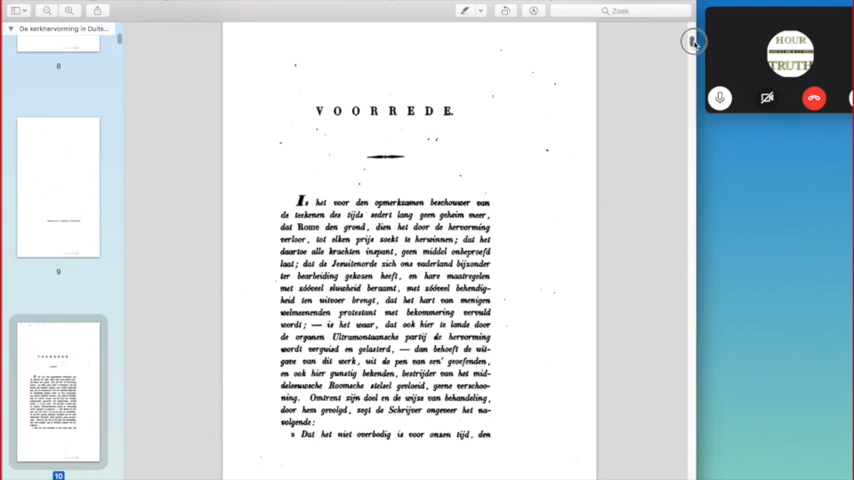 Zoek
De kerkhervorming in Duits...
8
9
10
VOORREDE.
Is het voor den opmerksamen beschouwer van
de teekenen des tijds sedert lang geen geheim meer,
dat Rome den grond, dien het door de hervorming
verloor, tot elken prijs zoekt te herwinnen; dat het
daartoe alle krachten inspant, geen middel onbeproefd
laat; dat de Jesuitenorde zich ons vaderland bijzonder
ter bearbeiding gekozen heeft, en hare maatregelen
met zóóveel sluwheid beraamt, met zóóveel behendig-
heid ten uitvoer brengt, dat het hart van menigen
welmeenenden protestant met bekommering vervuld
wordt; — is het waar, dat ook hier te lande door
de organen Ultramontaansche partij de hervorming
wordt verguisd en gelasterd, — dan behoeft de uit-
gave van dit werk, uit de pen van een' geoefenden,
en ook hier gunstig bekenden, bestrijder van het mid-
deleeuwsche Roomsche stelsel gevloeid, geene verschoo-
ning. Omtrent zijn doel en de wijze van behandeling,
door hem gevolgd, zegt de Schrijver ongeveer het na-
volgende:
» Dat het niet overbodig is voor onzen tijd, den
HOUR
TRUTH